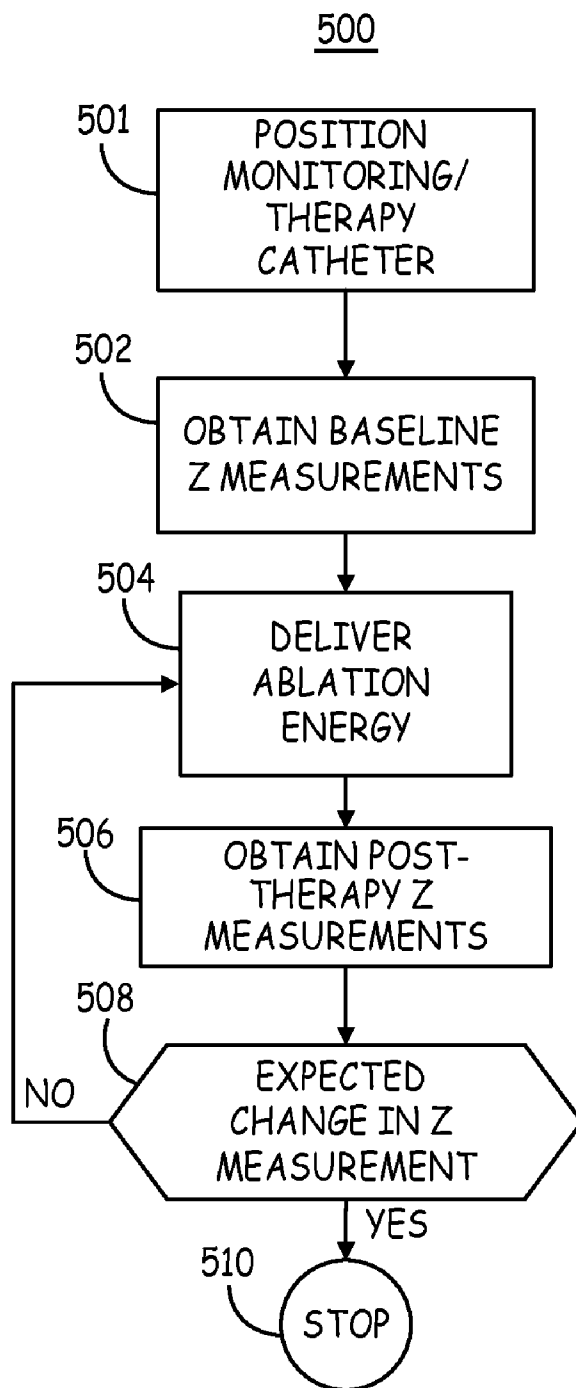 500
501
POSITION
MONITORING/
THERAPY
CATHETER
502
OBTAIN BASELINE
Z MEASUREMENTS
504
DELIVER
ABLATION
ENERGY
506
OBTAIN POST-
THERAPY Z
MEASUREMENTS
508
EXPECTED
CHANGE IN Z
MEASUREMENT
NO
YES
510
STOP